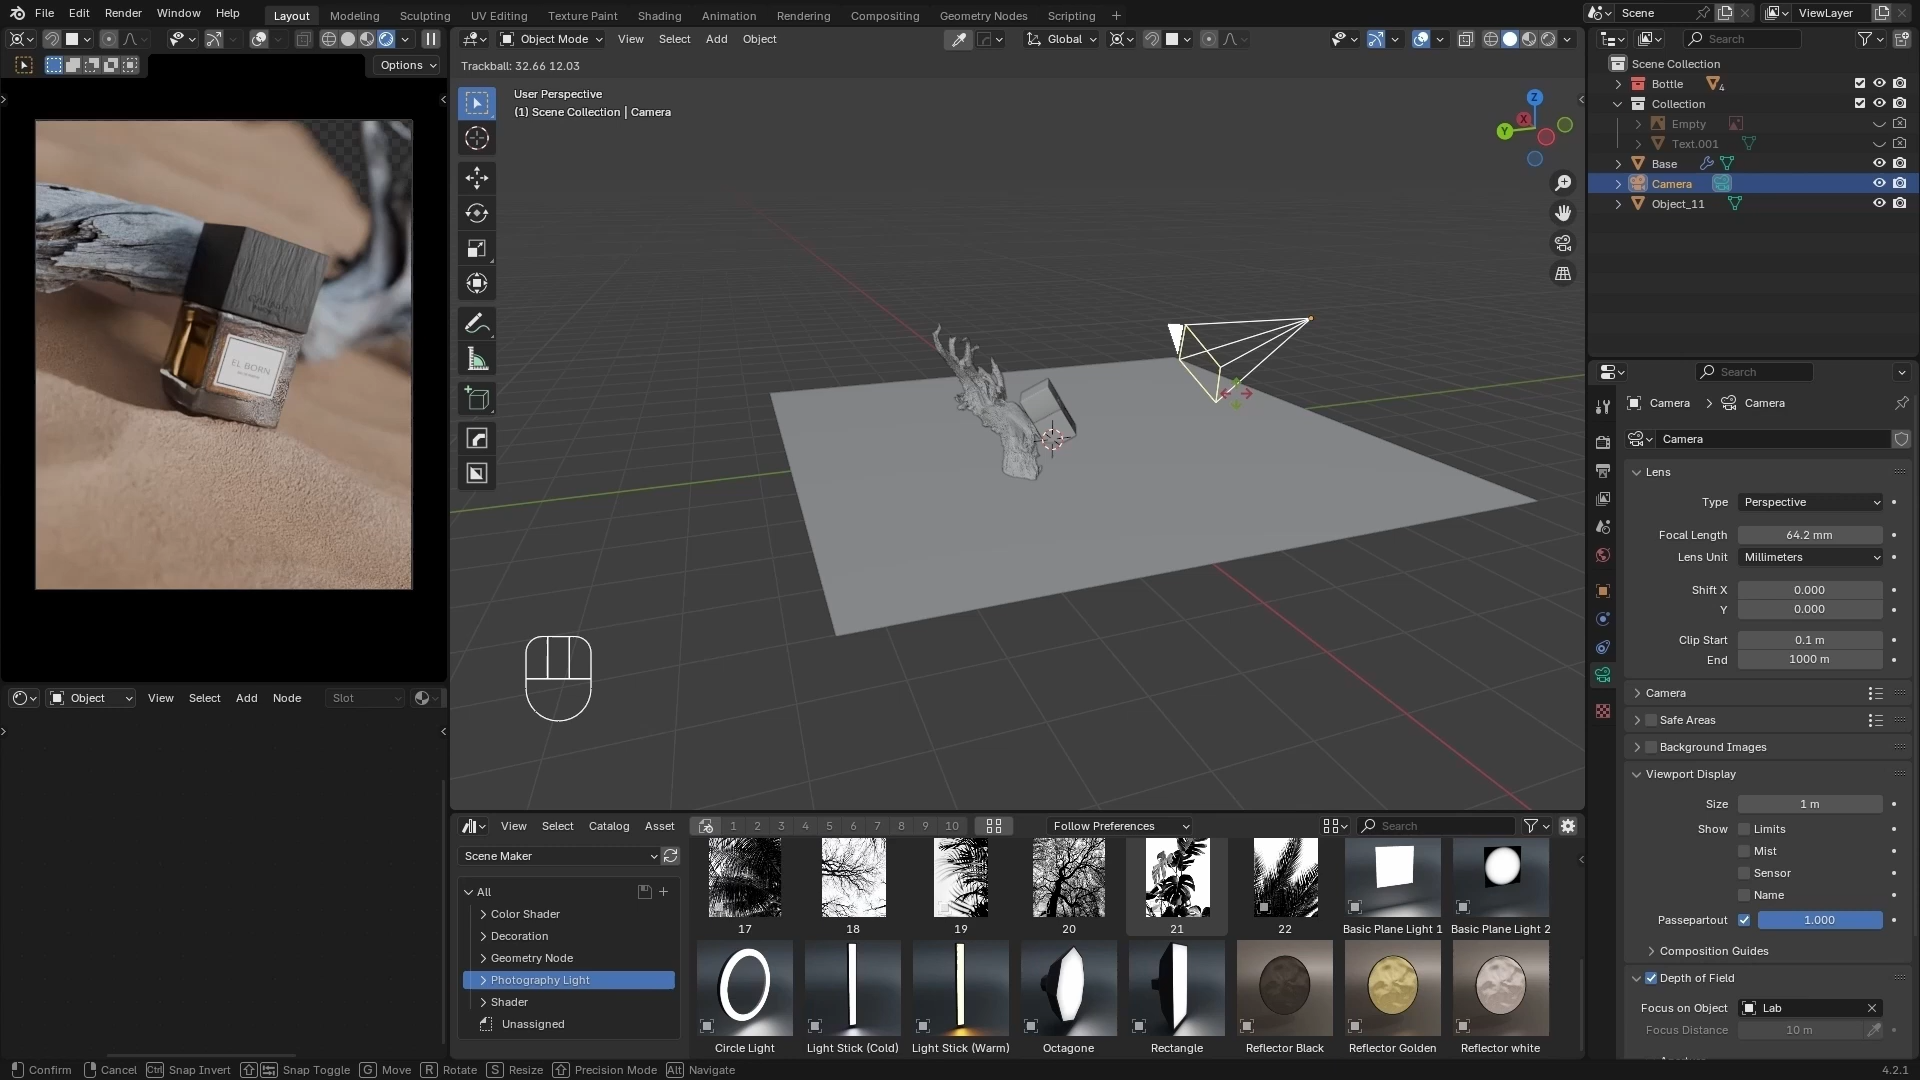 File Edit Render Window Help
Layout Modeling Sculpting UV Editing Texture Paint Shading Animation Rendering Compositing Geometry Nodes Scripting +
Scene
ViewLayer
Options
Object Mode View Select Add Object
Global
Search
Trackball: 32.66 12.03
User Perspective
(1) Scene Collection | Camera
Z
X
Y
EL BORN
Scene Collection
Bottle 4
Collection
Empty
Text.001
Base
Camera
Object_11
Search
Camera > Camera
Camera
Lens
Type Perspective
Focal Length 64.2 mm
Lens Unit Millimeters
Shift X 0.000
Y 0.000
Clip Start 0.1 m
End 1000 m
Camera
Safe Areas
Background Images
Viewport Display
Size 1 m
Show Limits
Mist
Sensor
Name
Passepartout 1.000
Composition Guides
Depth of Field
Focus on Object Lab
Focus Distance 10 m
Object View Select Add Node Slot
View Select Catalog Asset 1 2 3 4 5 6 7 8 9 10 Follow Preferences Search
Scene Maker
All
Color Shader
Decoration
Geometry Node
Photography Light
Shader
Unassigned
17 18 19 20 21 22 Basic Plane Light 1 Basic Plane Light 2
Circle Light Light Stick (Cold) Light Stick (Warm) Octagone Rectangle Reflector Black Reflector Golden Reflector white
Confirm Cancel Ctrl Snap Invert Snap Toggle G Move R Rotate S Resize Precision Mode Alt Navigate 4.2.1